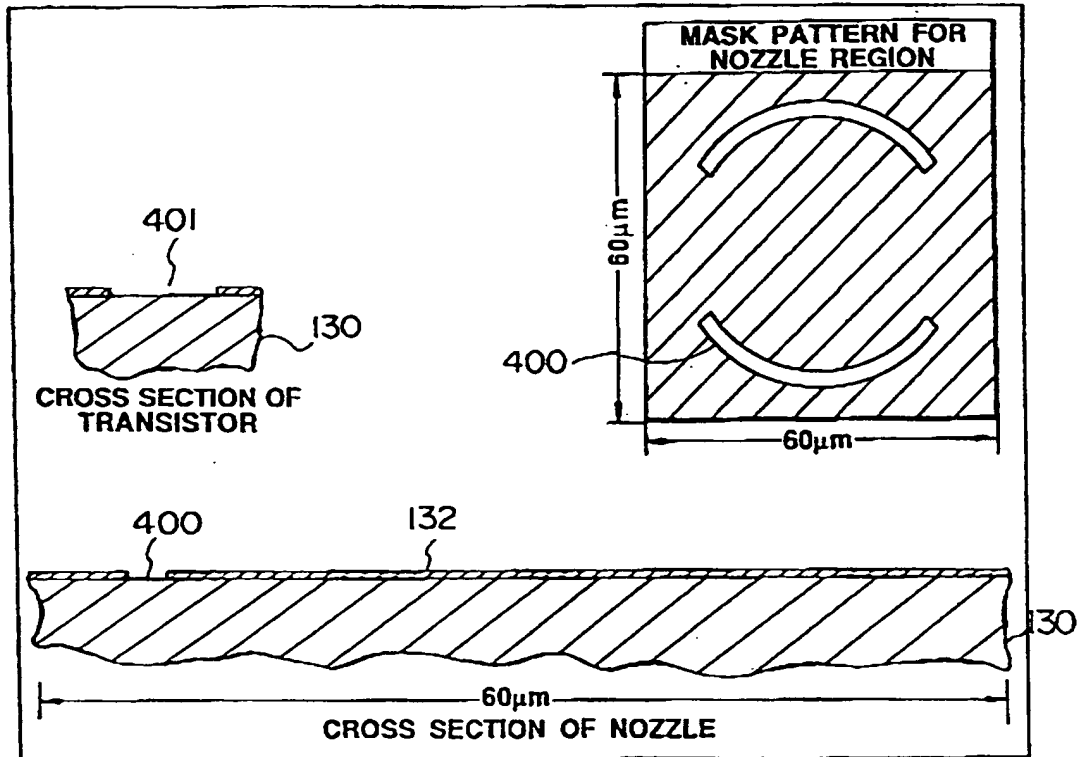 MASK PATTERN FOR
NOZZLE REGION
60µm
400
60µm
401
130
CROSS SECTION OF
TRANSISTOR
400
132
130
60µm
CROSS SECTION OF NOZZLE